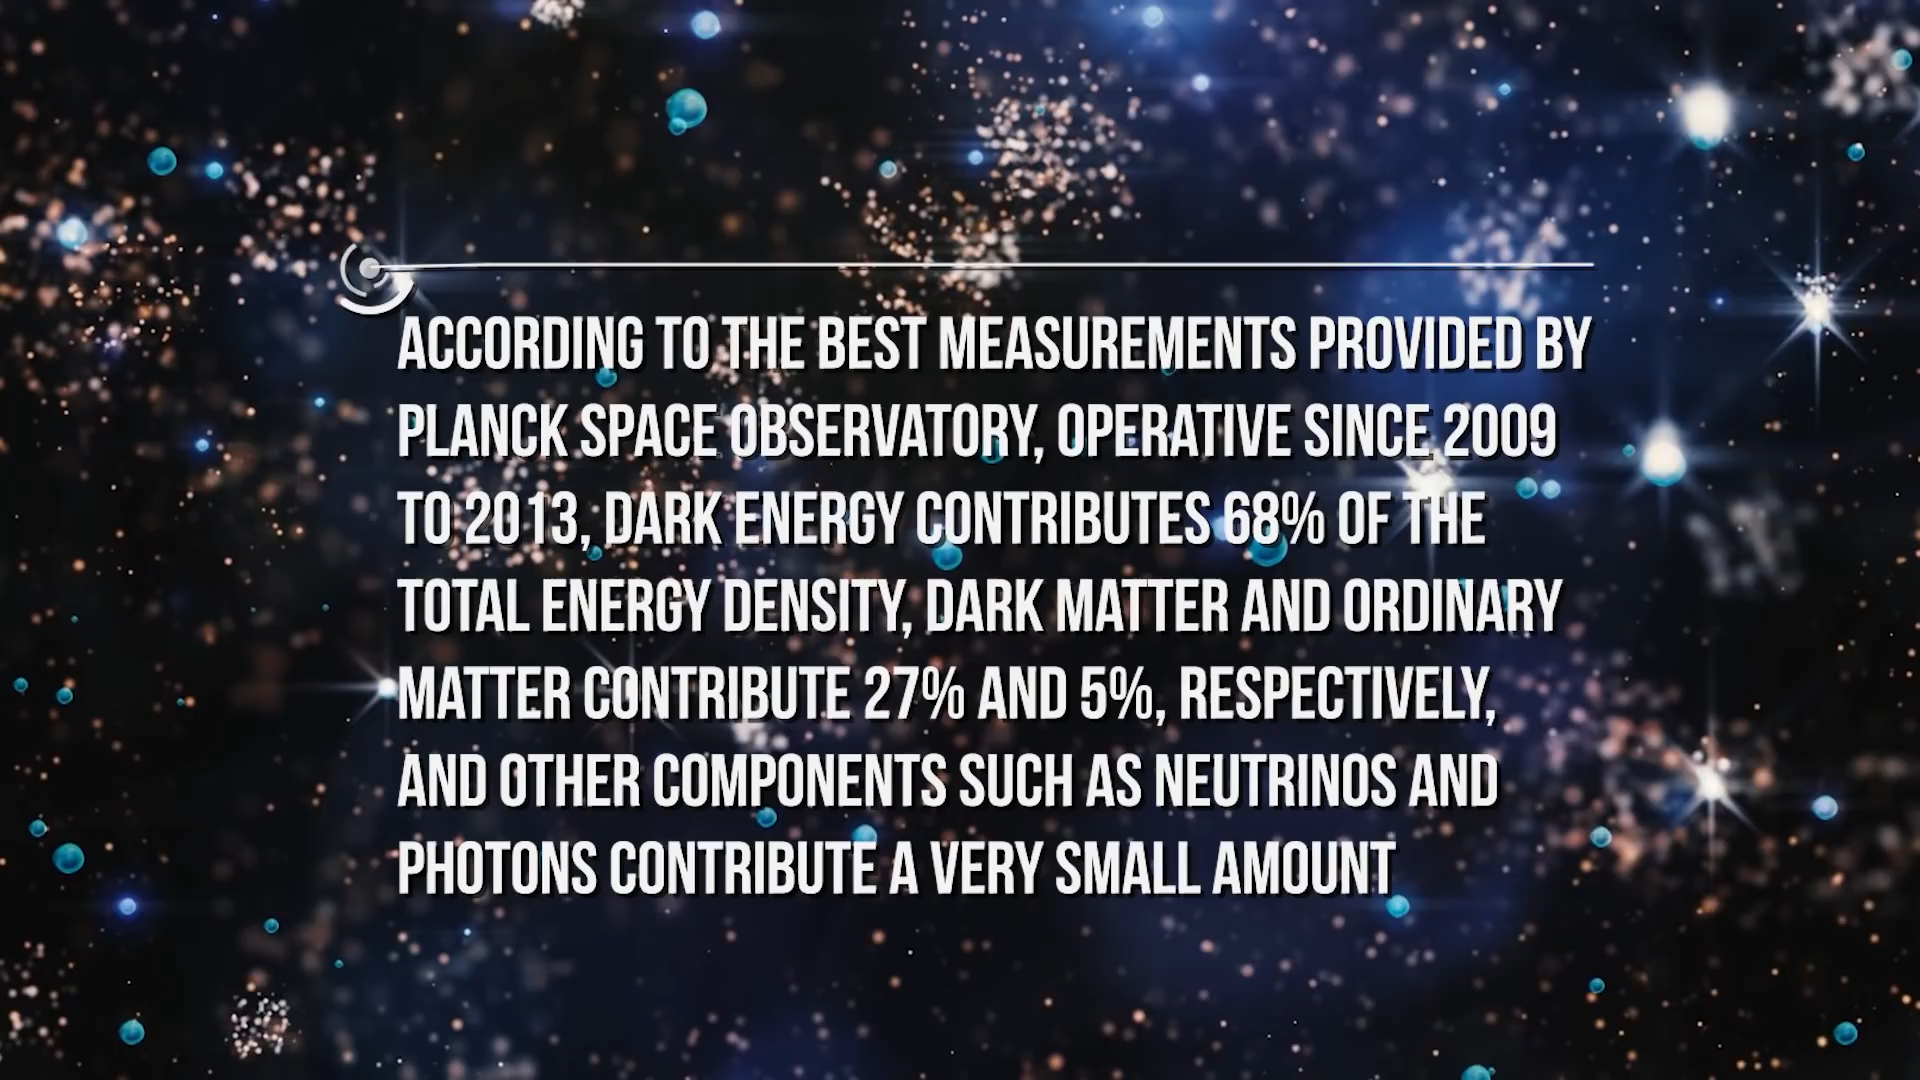 ACCORDING TO THE BEST MEASUREMENTS PROVIDED BY
PLANCK SPACE OBSERVATORY, OPERATIVE SINCE 2009
TO 2013, DARK ENERGY CONTRIBUTES 68% OF THE
TOTAL ENERGY DENSITY, DARK MATTER AND ORDINARY
MATTER CONTRIBUTE 27% AND 5%, RESPECTIVELY,
AND OTHER COMPONENTS SUCH AS NEUTRINOS AND
PHOTONS CONTRIBUTE A VERY SMALL AMOUNT